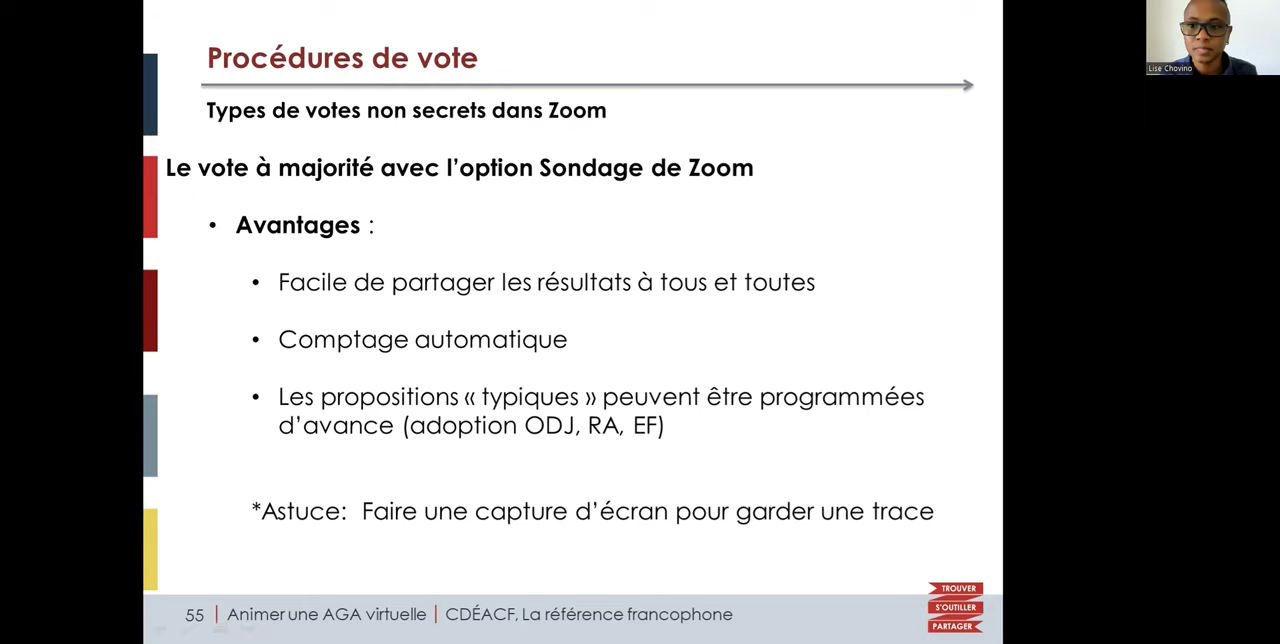 Procédures de vote
Lise Chovino
Types de votes non secrets dans Zoom
Le vote à majorité avec l'option Sondage de Zoom
• Avantages :
• Facile de partager les résultats à tous et toutes
• Comptage automatique
• Les propositions « typiques » peuvent être programmées
d'avance (adoption ODJ, RA, EF)
*Astuce: Faire une capture d'écran pour garder une trace
55 | Animer une AGA virtuelle | CDÉACF, La référence francophone
TROUVER
S'OUTILLER
PARTAGER